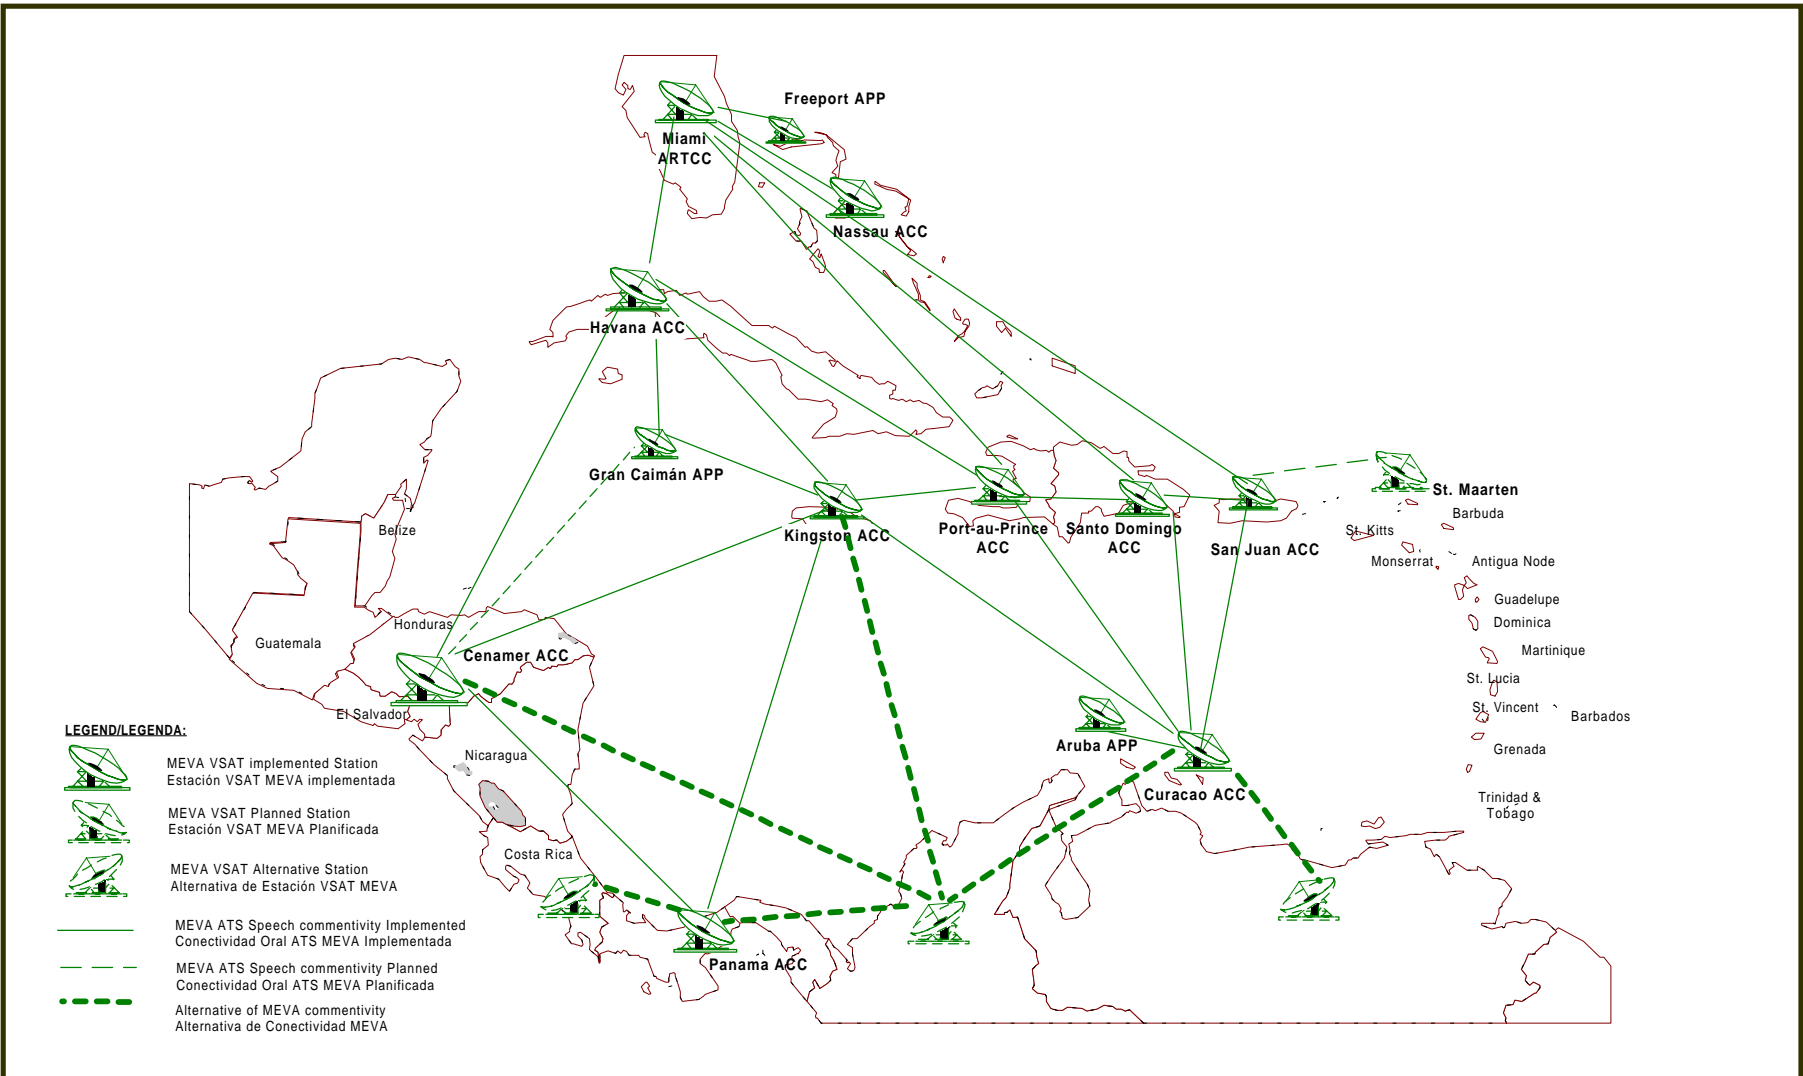 Freeport APP
Miami
ARTCC
Nassau ACC
Havana ACC
Gran Caimán APP
Kingston ACC
Port-au-Prince
ACC
Santo Domingo
ACC
San Juan ACC
St. Maarten
Barbuda
St. Kitts
Monserrat
Antigua Node
Guadelupe
Dominica
Martinique
St. Lucia
St. Vincent
Barbados
Grenada
Trinidad &
Tobago
Belize
Honduras
Guatemala
Cenamer ACC
El Salvador
Nicaragua
Costa Rica
Panama ACC
Aruba APP
Curacao ACC
LEGEND/LEGENDA:
MEVA VSAT implemented Station
Estación VSAT MEVA implementada
MEVA VSAT Planned Station
Estación VSAT MEVA Planificada
MEVA VSAT Alternative Station
Alternativa de Estación VSAT MEVA
MEVA ATS Speech commentivity Implemented
Conectividad Oral ATS MEVA Implementada
MEVA ATS Speech commentivity Planned
Conectividad Oral ATS MEVA Planificada
Alternative of MEVA commentivity
Alternativa de Conectividad MEVA